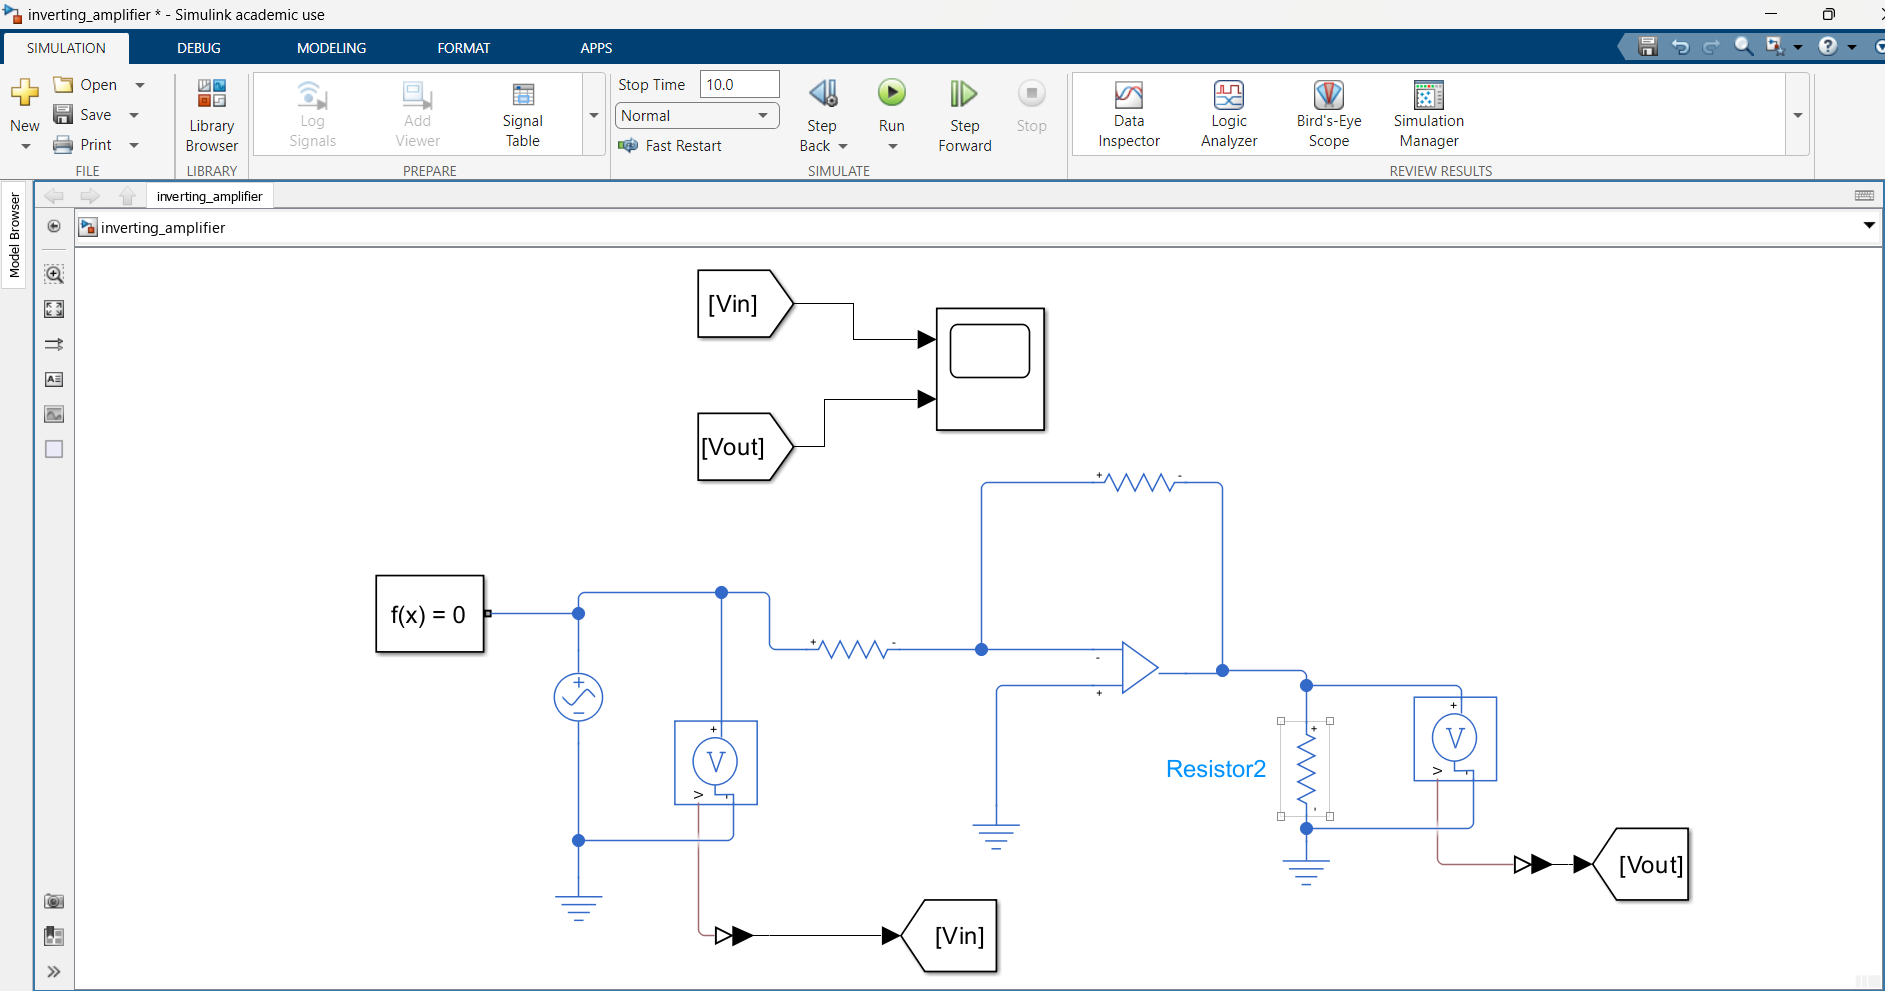 inverting_amplifier * - Simulink academic use
SIMULATION
DEBUG
MODELING
FORMAT
APPS
New
Open
Save
Print
FILE
Library
Browser
LIBRARY
Log
Signals
Add
Viewer
Signal
Table
PREPARE
Stop Time
10.0
Normal
Fast Restart
Step
Back
Run
Step
Forward
Stop
SIMULATE
Data
Inspector
Logic
Analyzer
Bird's-Eye
Scope
Simulation
Manager
REVIEW RESULTS
Model Browser
inverting_amplifier
inverting_amplifier
[Vin]
[Vout]
+ -
f(x) = 0
+ -
-
+
+
V
V
-
+
V
V
-
Resistor2
+
-
[Vout]
[Vin]